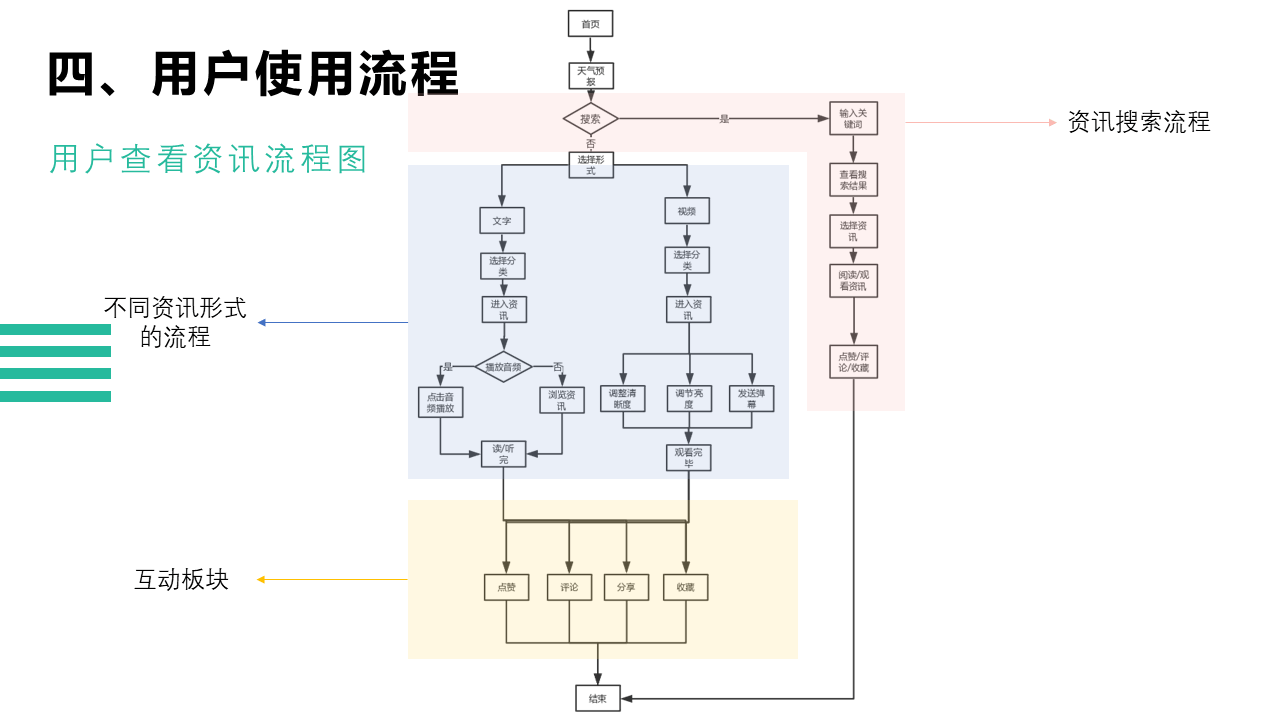 首页
四、用户使用流程
天气预
报
搜索
是
输入关
键词
资讯搜索流程
否
用户查看资讯流程图
选择形
式
查看搜
索结果
文字
视频
选择资
讯
选择分
类
选择分
类
阅读/观
看资讯
不同资讯形式
的流程
进入资
讯
进入资
讯
是
播放音频
否
点赞/评
论/收藏
点击音
频播放
浏览资
讯
调整清
晰度
调节亮
度
发送弹
幕
读/听
完
观看完
毕
互动板块
点赞
评论
分享
收藏
结束